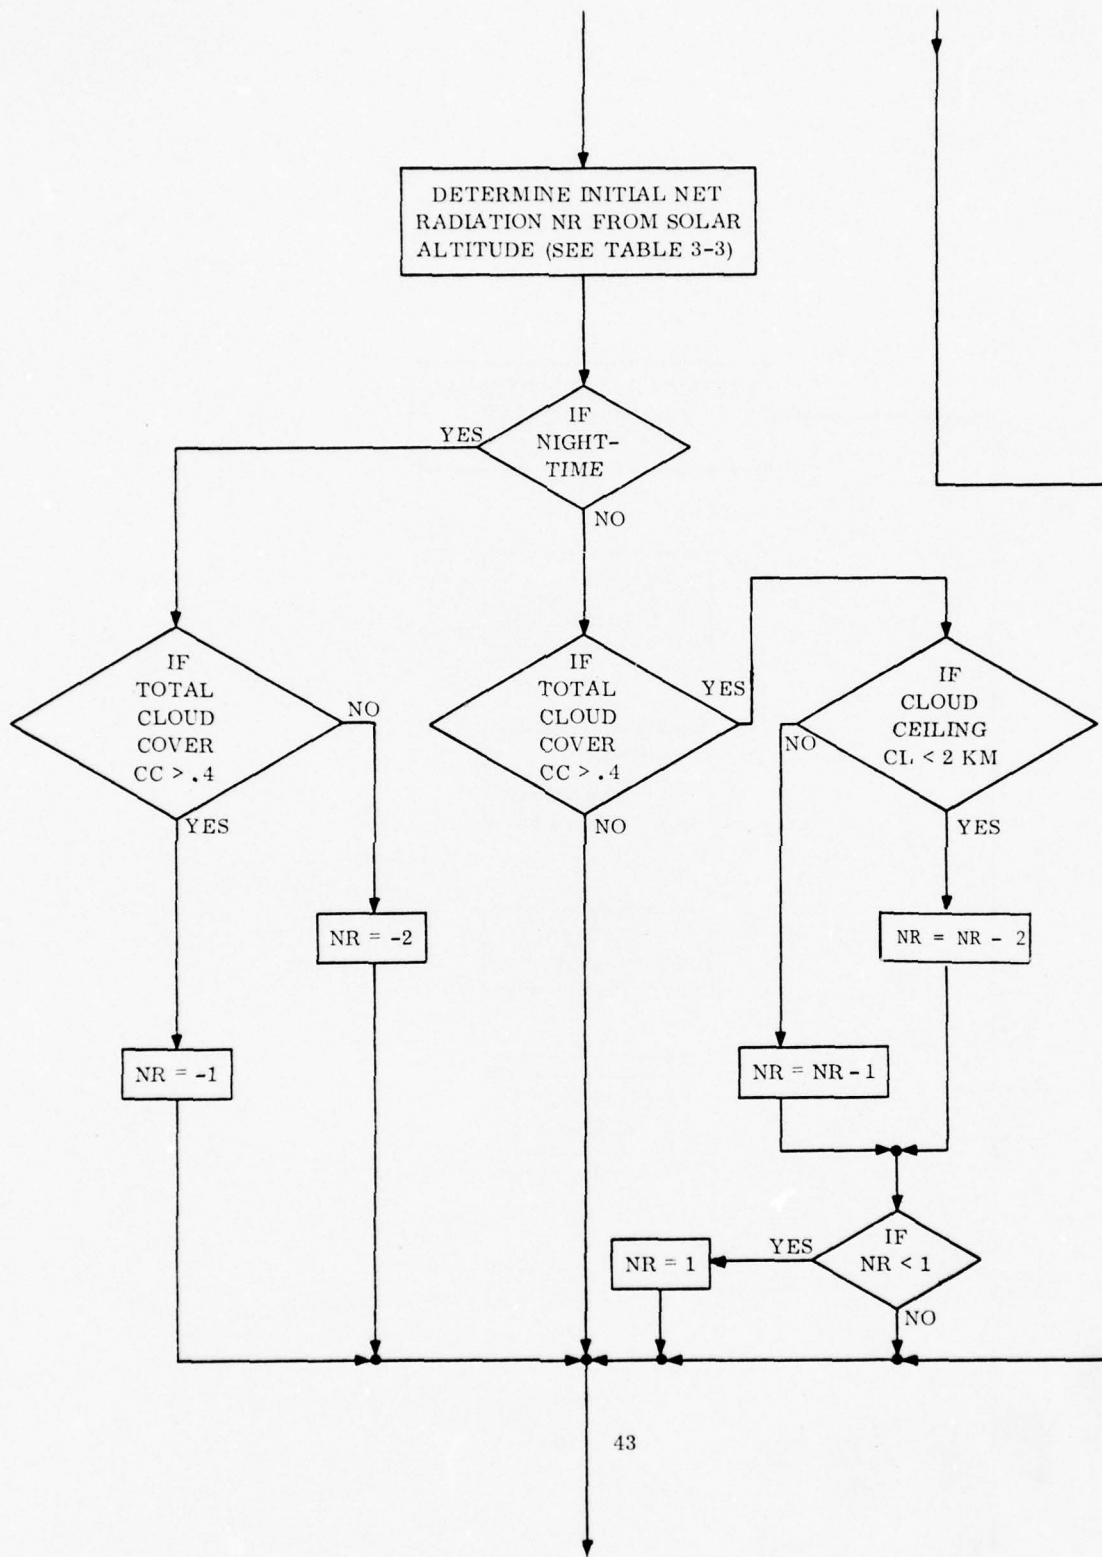 DETERMINE INITIAL NET
RADIATION NR FROM SOLAR
ALTITUDE (SEE TABLE 3-3)
IF
NIGHT-
TIME
YES
NO
IF
TOTAL
CLOUD
COVER
CC > .4
NO
YES
IF
TOTAL
CLOUD
COVER
CC > .4
YES
NO
IF
CLOUD
CEILING
CL < 2 KM
NO
YES
NR = -2
NR = NR - 2
NR = -1
NR = NR - 1
IF
NR < 1
YES
NO
NR = 1
43